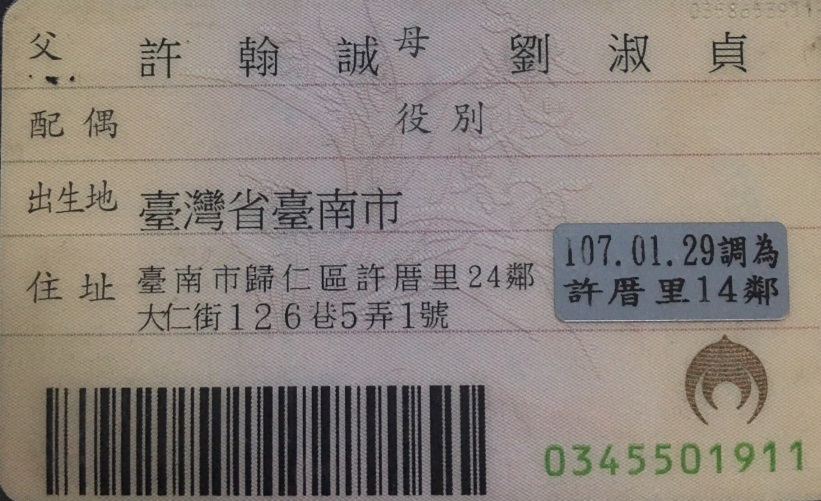 父 許翰誠 母 劉淑貞
配偶 役別
出生地 臺灣省臺南市
住址 臺南市歸仁區許厝里24鄰
大仁街126巷5弄1號
107.01.29調為
許厝里14鄰
0345501911